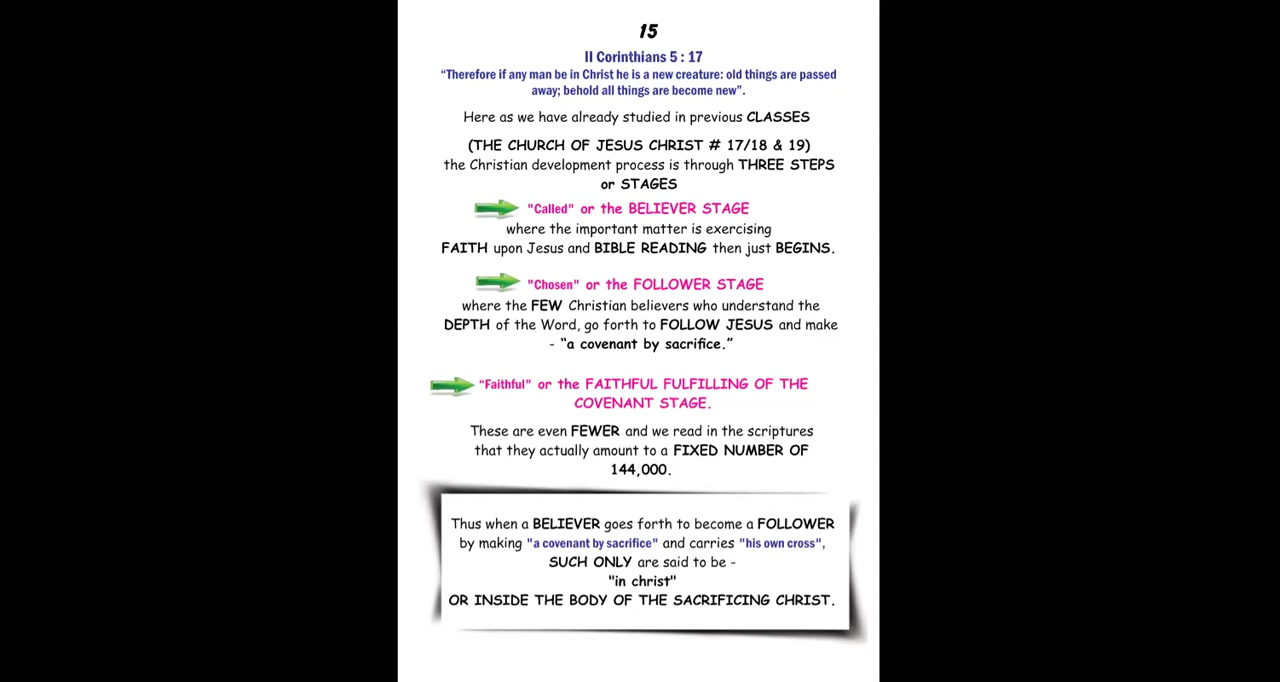 15
II Corinthians 5 : 17
“Therefore if any man be in Christ he is a new creature: old things are passed
away; behold all things are become new”.
Here as we have already studied in previous CLASSES
(THE CHURCH OF JESUS CHRIST # 17/18 & 19)
the Christian development process is through THREE STEPS
or STAGES
"Called" or the BELIEVER STAGE
where the important matter is exercising
FAITH upon Jesus and BIBLE READING then just BEGINS.
"Chosen" or the FOLLOWER STAGE
where the FEW Christian believers who understand the
DEPTH of the Word, go forth to FOLLOW JESUS and make
- “a covenant by sacrifice.”
“Faithful" or the FAITHFUL FULFILLING OF THE
COVENANT STAGE.
These are even FEWER and we read in the scriptures
that they actually amount to a FIXED NUMBER OF
144,000.
Thus when a BELIEVER goes forth to become a FOLLOWER
by making "a covenant by sacrifice" and carries "his own cross",
SUCH ONLY are said to be -
"in christ"
OR INSIDE THE BODY OF THE SACRIFICING CHRIST.